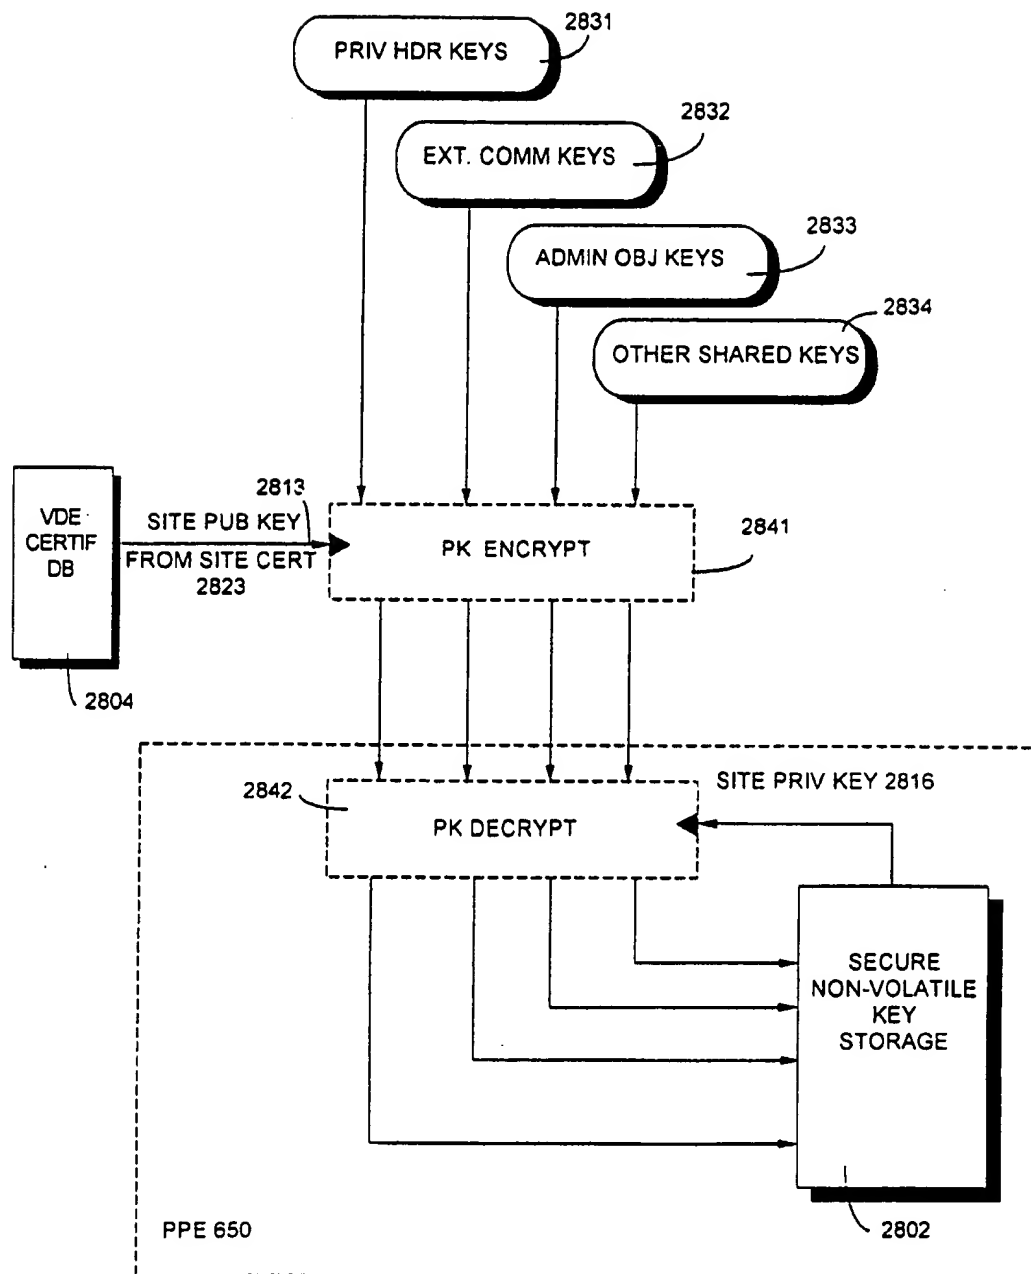 2831
PRIV HDR KEYS
2832
EXT. COMM KEYS
2833
ADMIN OBJ KEYS
2834
OTHER SHARED KEYS
2813
VDE
CERTIF
DB
SITE PUB KEY
FROM SITE CERT
2823
PK ENCRYPT
2841
2804
2842
SITE PRIV KEY 2816
PK DECRYPT
SECURE
NON-VOLATILE
KEY
STORAGE
PPE 650
2802